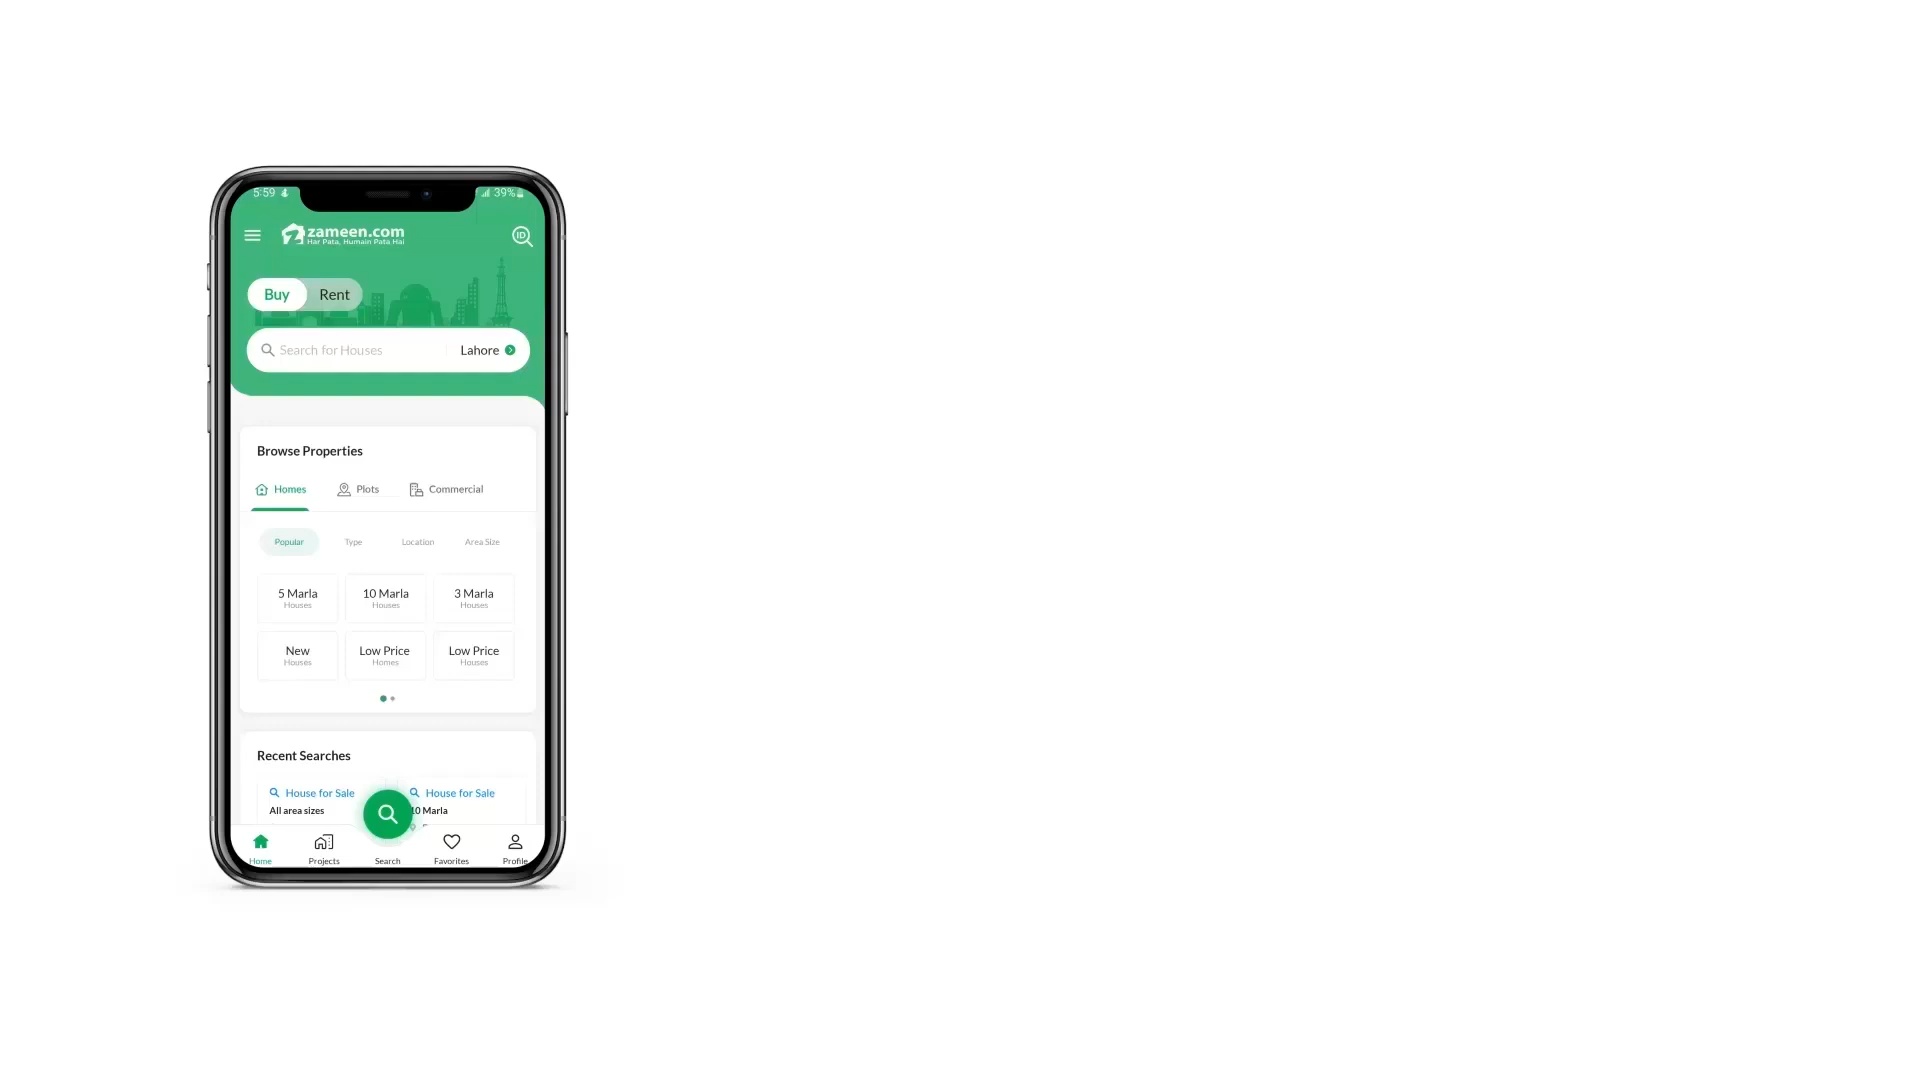 5:59
39%
zameen.com
Har Pata, Humain Pata Hai
ID
Buy
Rent
Search for Houses
Lahore
Browse Properties
Homes
Plots
Commercial
Popular
Type
Location
Area Size
5 Marla
Houses
10 Marla
Houses
3 Marla
Houses
New
Houses
Low Price
Homes
Low Price
Houses
Recent Searches
House for Sale
All area sizes
House for Sale
10 Marla
Home
Projects
Search
Favorites
Profile